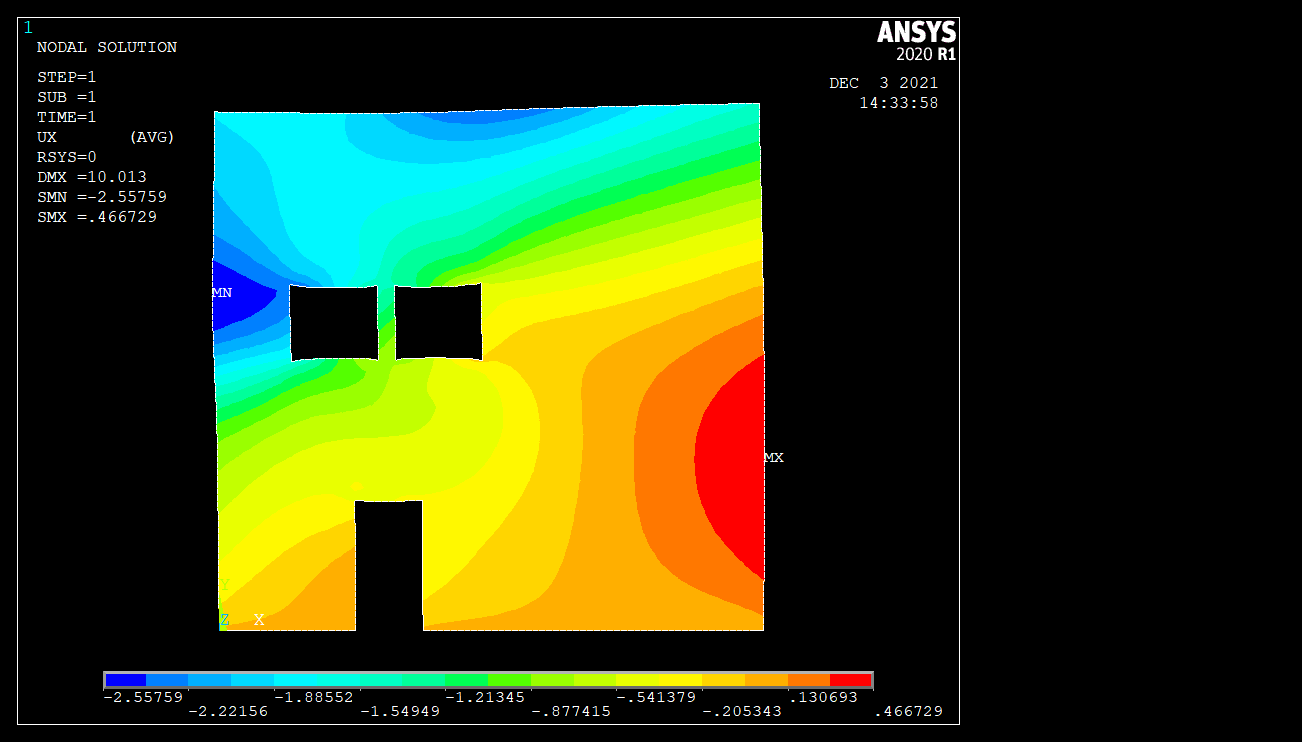 1
ANSYS
2020 R1
NODAL SOLUTION
STEP=1
SUB =1
TIME=1
UX (AVG)
RSYS=0
DMX =10.013
SMN =-2.55759
SMX =.466729
DEC 3 2021
14:33:58
MN
MX
Y
Z X
-2.55759 -1.88552 -1.21345 -.541379 .130693
-2.22156 -1.54949 -.877415 -.205343 .466729